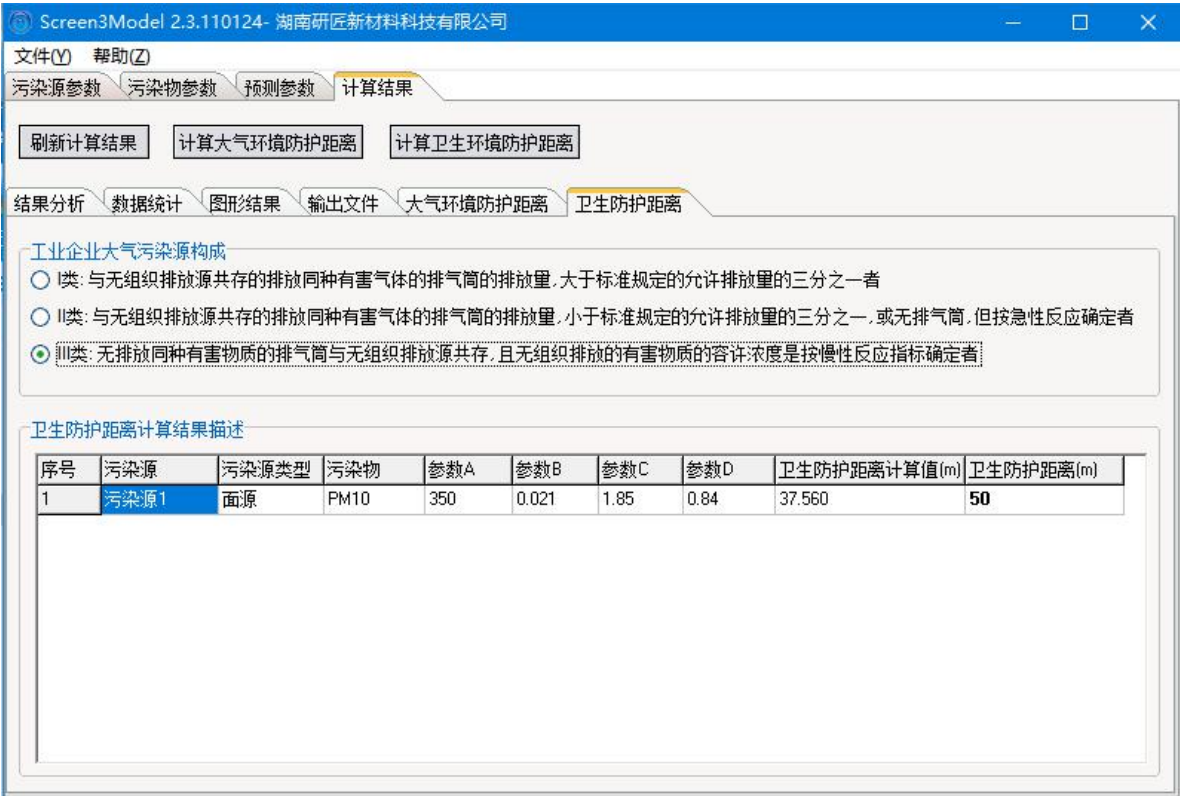 Screen3Model 2.3.110124- 湖南研匠新材料科技有限公司
文件(Y) 帮助(Z)
污染源参数 污染物参数 预测参数 计算结果
刷新计算结果 计算大气环境防护距离 计算卫生环境防护距离
结果分析 数据统计 图形结果 输出文件 大气环境防护距离 卫生防护距离
工业企业大气污染源构成
I类: 与无组织排放源共存的排放同种有害气体的排气筒的排放量,大于标准规定的允许排放量的三分之一者
II类: 与无组织排放源共存的排放同种有害气体的排气筒的排放量,小于标准规定的允许排放量的三分之一,或无排气筒,但按急性反应确定者
III类: 无排放同种有害物质的排气筒与无组织排放源共存,且无组织排放的有害物质的容许浓度是按慢性反应指标确定者
卫生防护距离计算结果描述
序号 污染源 污染源类型 污染物 参数A 参数B 参数C 参数D 卫生防护距离计算值(m) 卫生防护距离(m)
1 污染源1 面源 PM10 350 0.021 1.85 0.84 37.560 50